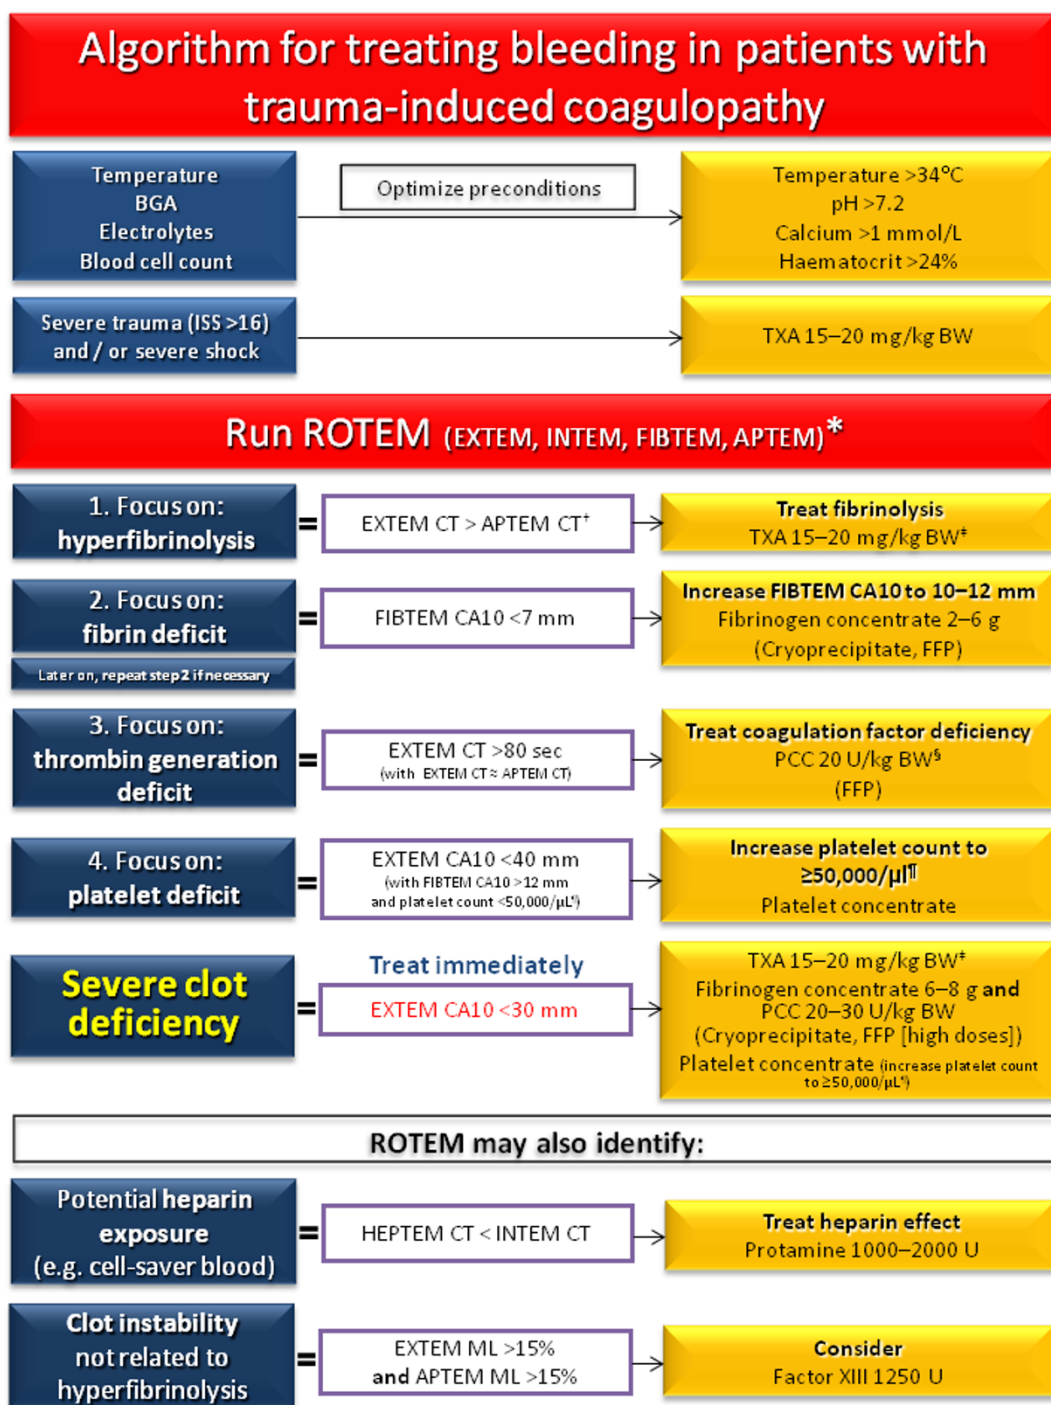 Algorithm for treating bleeding in patients with
trauma-induced coagulopathy
Temperature
BGA
Electrolytes
Blood cell count
Optimize preconditions
Temperature >34°C
pH >7.2
Calcium >1 mmol/L
Haematocrit >24%
Severe trauma (ISS >16)
and / or severe shock
TXA 15–20 mg/kg BW
Run ROTEM (EXTEM, INTEM, FIBTEM, APTEM)*
1. Focus on:
hyperfibrinolysis
=
EXTEM CT > APTEM CT†
Treat fibrinolysis
TXA 15–20 mg/kg BW‡
2. Focus on:
fibrin deficit
Later on, repeat step 2 if necessary
=
FIBTEM CA10 <7 mm
Increase FIBTEM CA10 to 10–12 mm
Fibrinogen concentrate 2–6 g
(Cryoprecipitate, FFP)
3. Focus on:
thrombin generation
deficit
=
EXTEM CT >80 sec
(with EXTEM CT ≈ APTEM CT)
Treat coagulation factor deficiency
PCC 20 U/kg BW§
(FFP)
4. Focus on:
platelet deficit
=
EXTEM CA10 <40 mm
(with FIBTEM CA10 >12 mm
and platelet count <50,000/µL¶)
Increase platelet count to
≥50,000/µl¶
Platelet concentrate
Severe clot
deficiency
=
Treat immediately
EXTEM CA10 <30 mm
TXA 15–20 mg/kg BW‡
Fibrinogen concentrate 6–8 g and
PCC 20–30 U/kg BW
(Cryoprecipitate, FFP [high doses])
Platelet concentrate (increase platelet count
to ≥50,000/µL¶)
ROTEM may also identify:
Potential heparin
exposure
(e.g. cell-saver blood)
=
HEPTEM CT < INTEM CT
Treat heparin effect
Protamine 1000–2000 U
Clot instability
not related to
hyperfibrinolysis
=
EXTEM ML >15%
and APTEM ML >15%
Consider
Factor XIII 1250 U